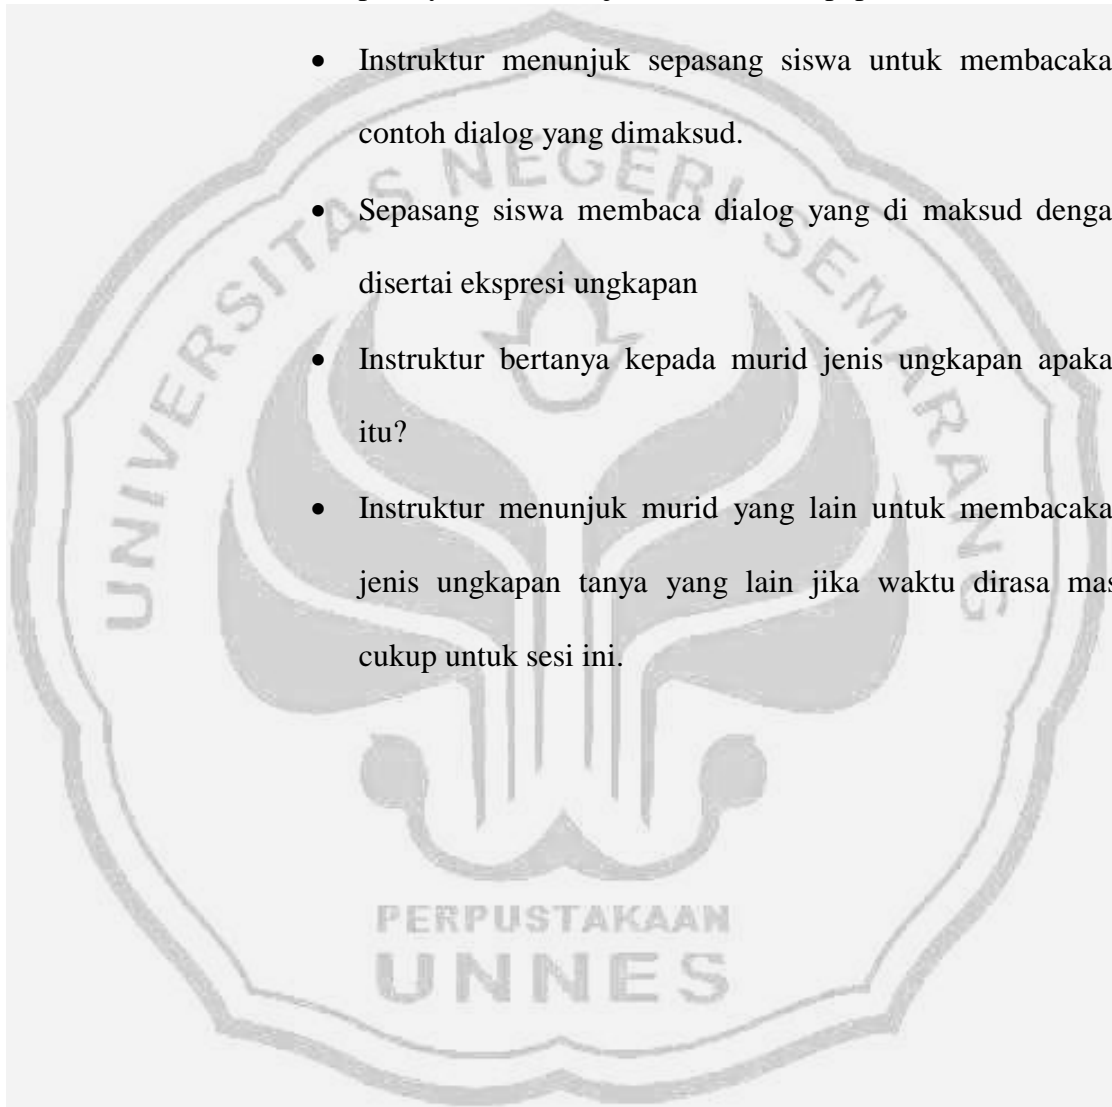 • Instruktur menunjuk sepasang siswa untuk membacaka
contoh dialog yang dimaksud.
• Sepasang siswa membaca dialog yang di maksud denga
disertai ekspresi ungkapan
• Instruktur bertanya kepada murid jenis ungkapan apaka
itu?
• Instruktur menunjuk murid yang lain untuk membacaka
jenis ungkapan tanya yang lain jika waktu dirasa mas
cukup untuk sesi ini.
UNIVERSITAS NEGERI SEMARANG
PERPUSTAKAAN
UNNES